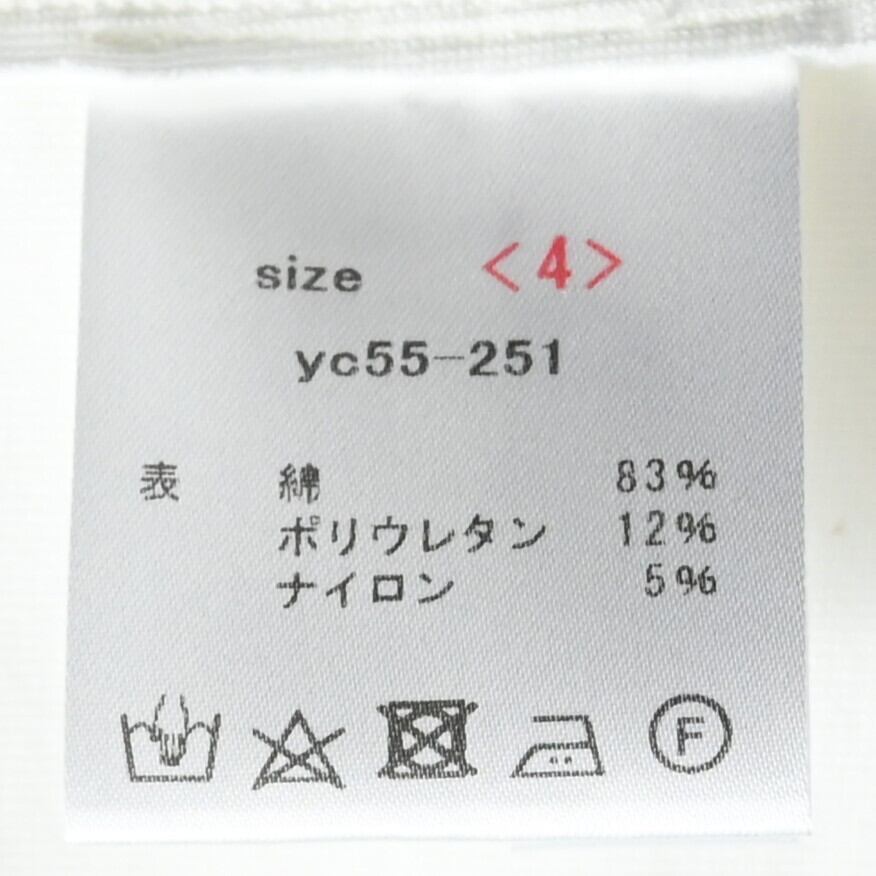 size <4>
yc55-251
表 綿 83%
ポリウレタン 12%
ナイロン 5%
F